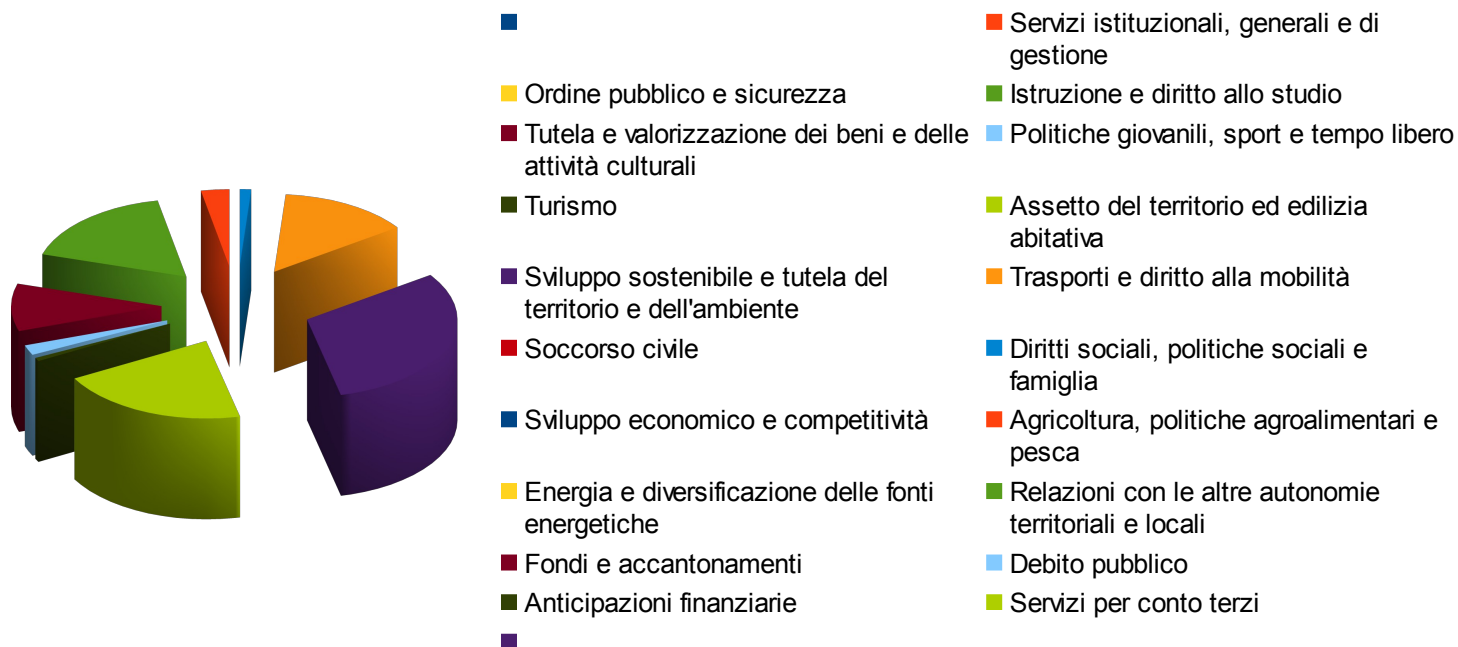 Servizi istituzionali, generali e di
gestione
Ordine pubblico e sicurezza
Istruzione e diritto allo studio
Tutela e valorizzazione dei beni e delle
attività culturali
Politiche giovanili, sport e tempo libero
Turismo
Assetto del territorio ed edilizia
abitativa
Sviluppo sostenibile e tutela del
territorio e dell'ambiente
Trasporti e diritto alla mobilità
Soccorso civile
Diritti sociali, politiche sociali e
famiglia
Sviluppo economico e competitività
Agricoltura, politiche agroalimentari e
pesca
Energia e diversificazione delle fonti
energetiche
Relazioni con le altre autonomie
territoriali e locali
Fondi e accantonamenti
Debito pubblico
Anticipazioni finanziarie
Servizi per conto terzi